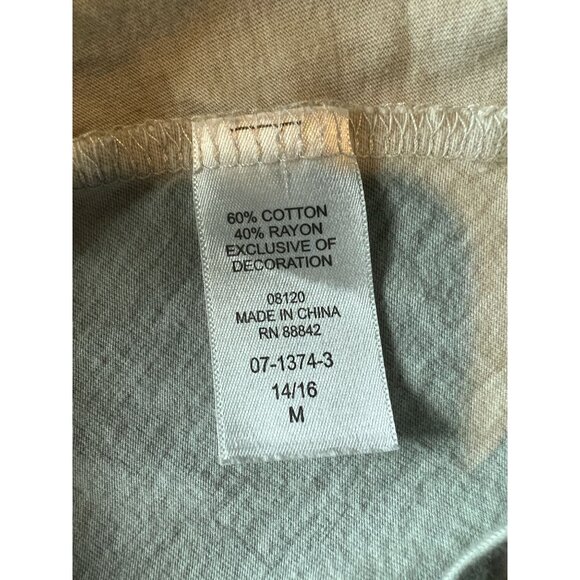 60% COTTON
40% RAYON
EXCLUSIVE OF
DECORATION
08120
MADE IN CHINA
RN 88842
07-1374-3
14/16
M